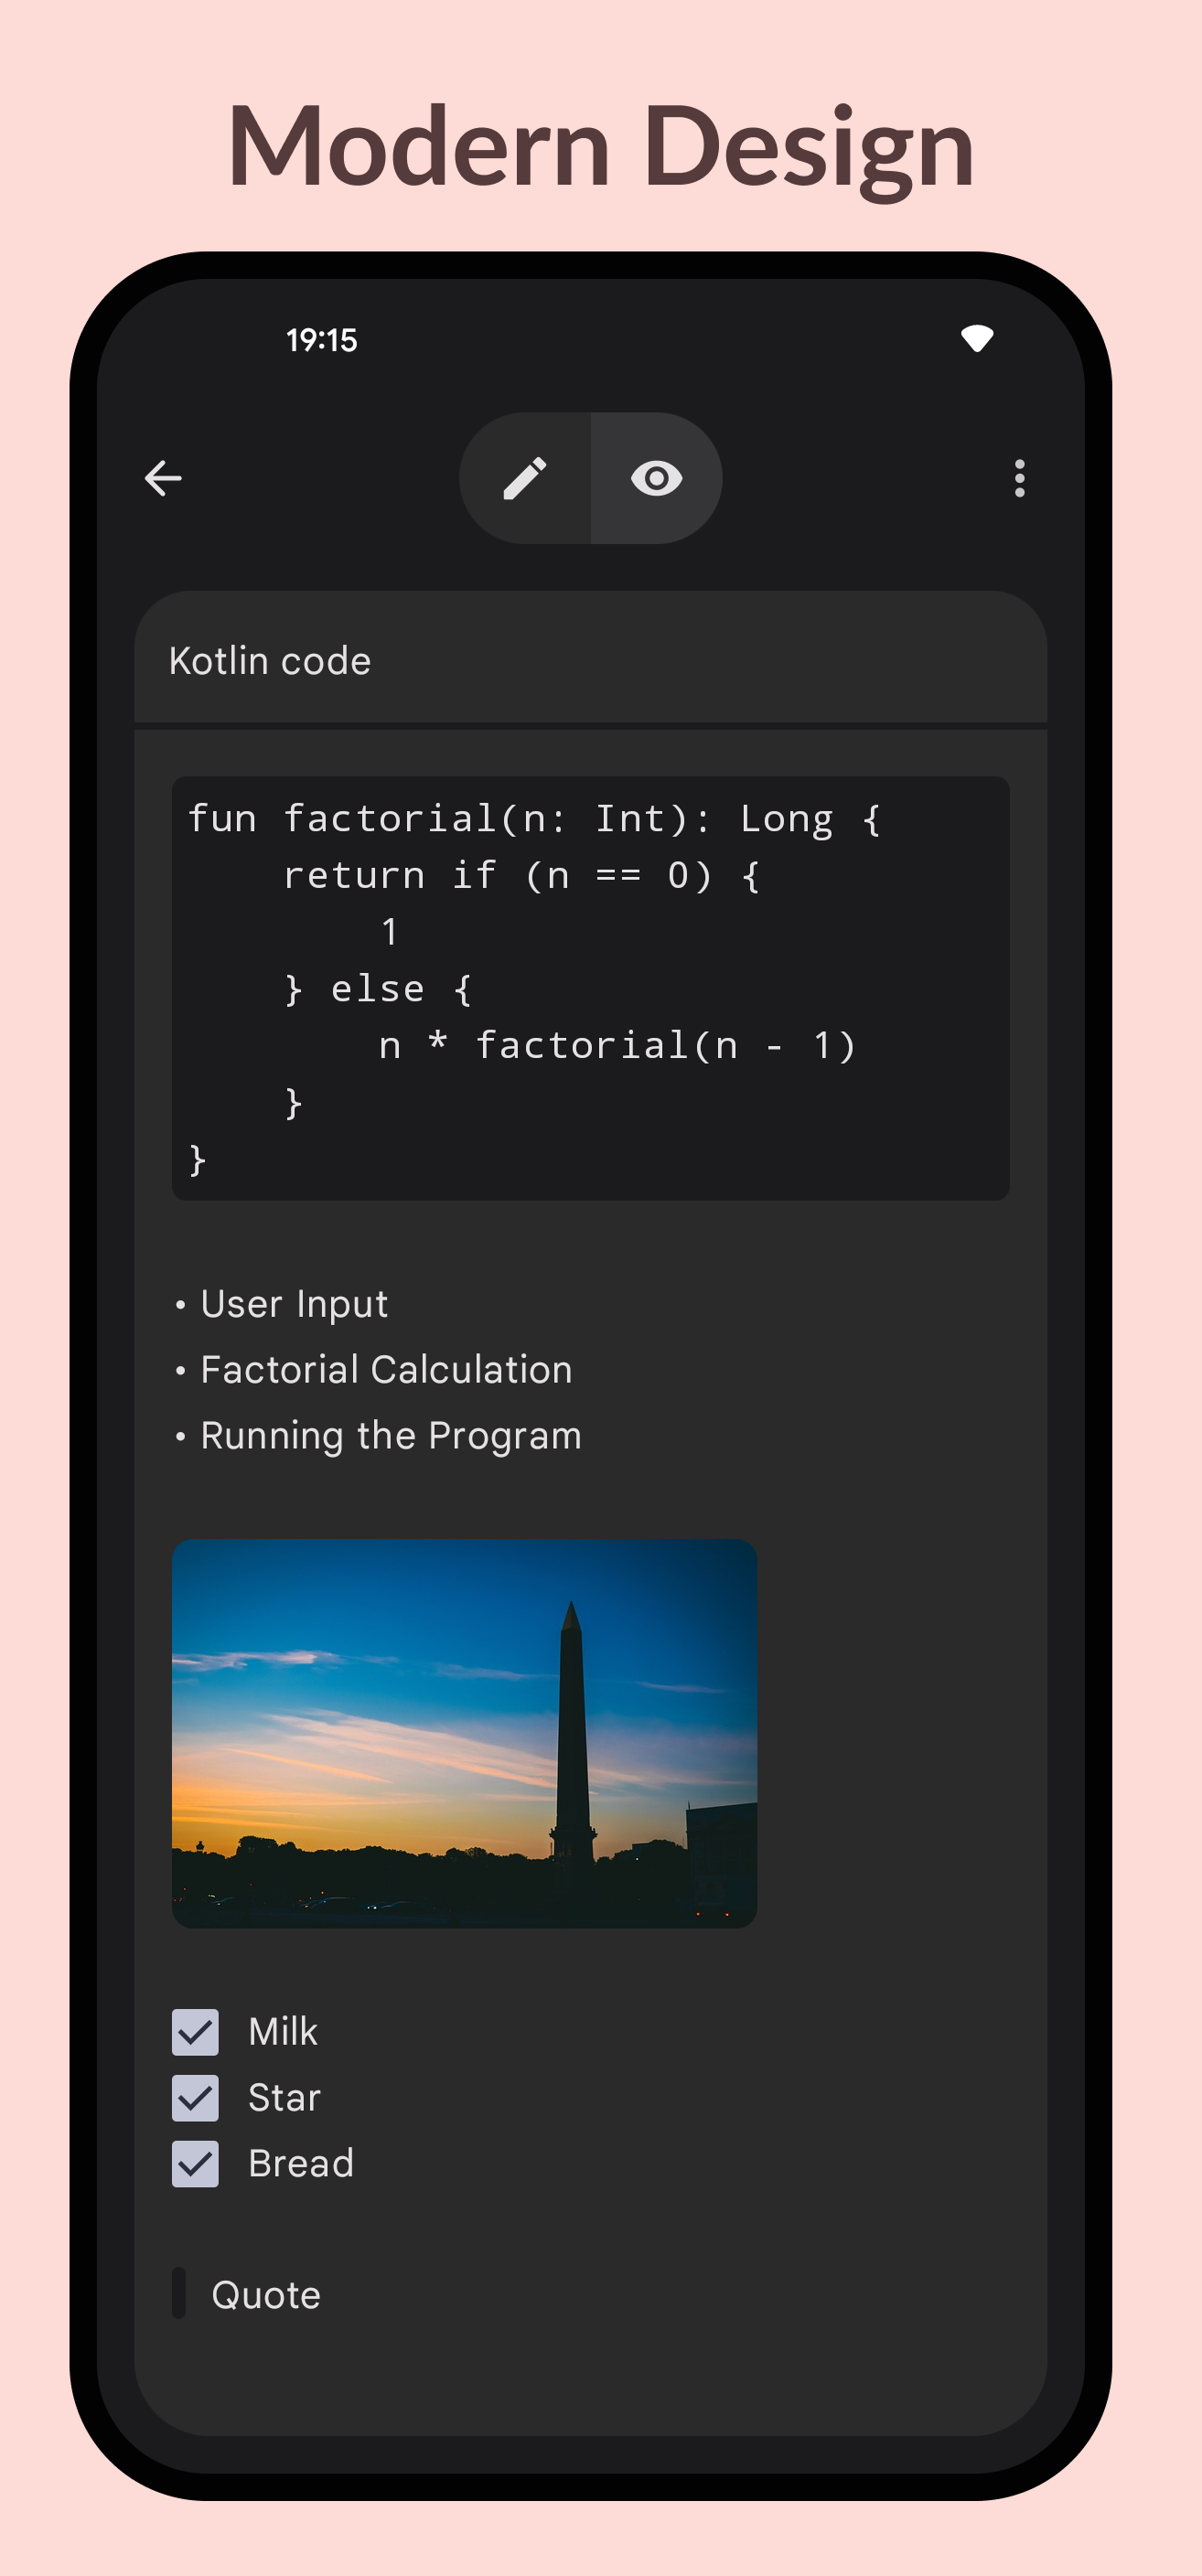 Modern Design
19:15
Kotlin code
fun factorial(n: Int): Long {
    return if (n == 0) {
        1
    } else {
        n * factorial(n - 1)
    }
}
• User Input
• Factorial Calculation
• Running the Program
Milk
Star
Bread
Quote